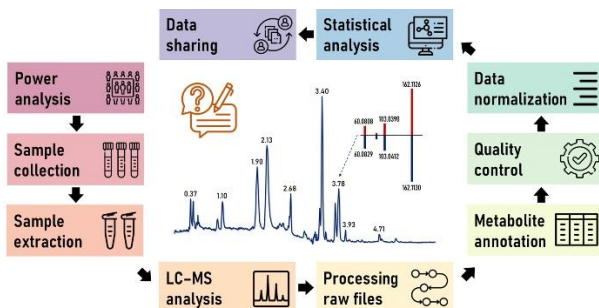 Data
sharing
Statistical
analysis
Power
analysis
Sample
collection
Sample
extraction
LC-MS
analysis
Processing
raw files
Metabolite
annotation
Quality
control
Data
normalization
?
0.37
1.10
1.90
2.13
2.68
3.40
3.78
3.93
4.71
162.1126
60.0808
103.0390
60.0829
103.0412
162.1130